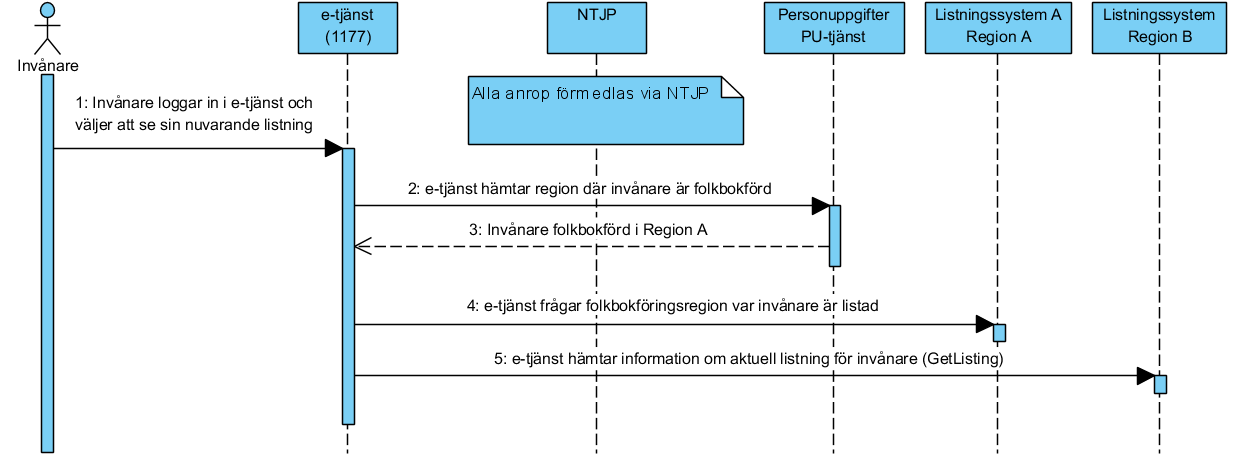 e-tjänst
(1177)
NTJP
Personuppgifter
PU-tjänst
Listningssystem A
Region A
Listningssystem
Region B
Invånare
Alla anrop förmedlas via NTJP
1: Invånare loggar in i e-tjänst och
väljer att se sin nuvarande listning
2: e-tjänst hämtar region där invånare är folkbokförd
3: Invånare folkbokförd i Region A
4: e-tjänst frågar folkbokföringsregion var invånare är listad
5: e-tjänst hämtar information om aktuell listning för invånare (GetListing)